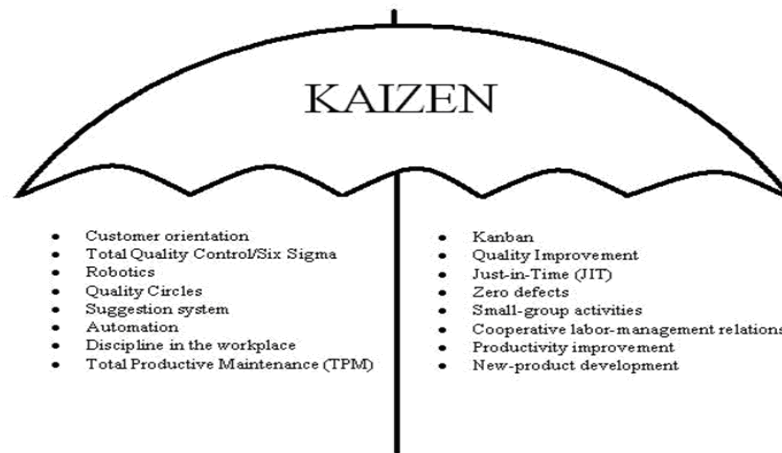 KAIZEN
• Customer orientation
• Total Quality Control/Six Sigma
• Robotics
• Quality Circles
• Suggestion system
• Automation
• Discipline in the workplace
• Total Productive Maintenance (TPM)
• Kanban
• Quality Improvement
• Just-in-Time (JIT)
• Zero defects
• Small-group activities
• Cooperative labor-management relations
• Productivity improvement
• New-product development